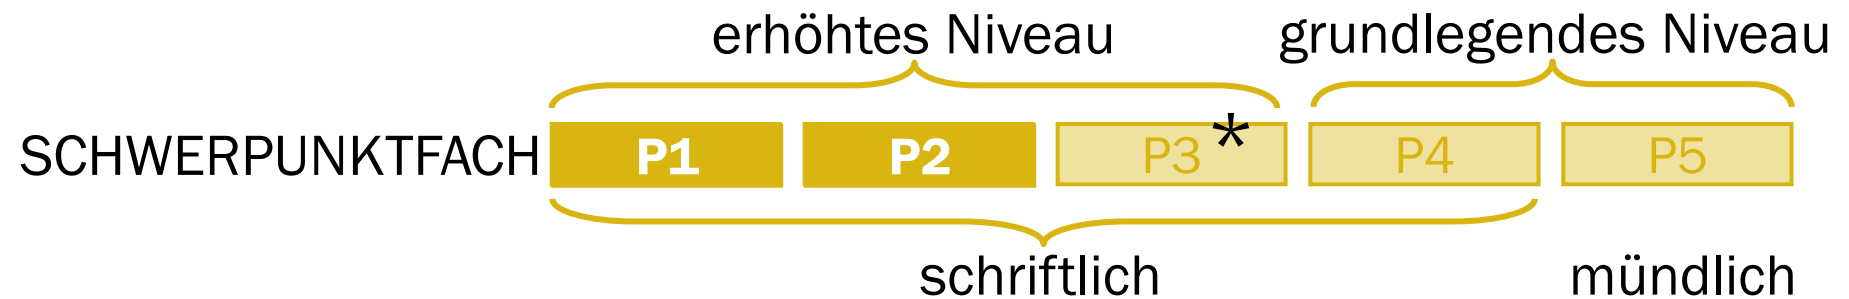 erhöhtes Niveau grundlegendes Niveau
SCHWERPUNKTFACH P1 P2 P3 * P4 P5
schriftlich mündlich